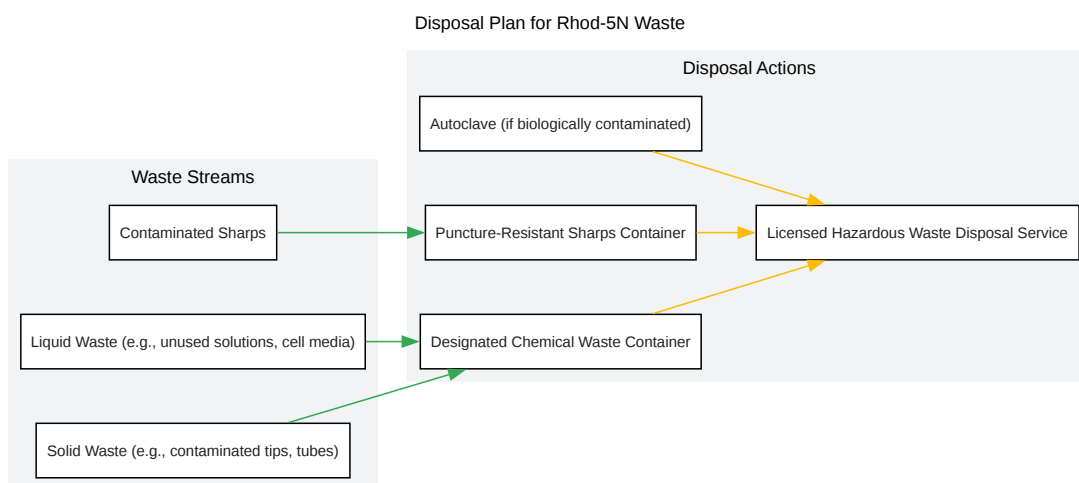 Disposal Plan for Rhod-5N Waste
Disposal Actions
Autoclave (if biologically contaminated)
Waste Streams
Contaminated Sharps
Puncture-Resistant Sharps Container
Licensed Hazardous Waste Disposal Service
Liquid Waste (e.g., unused solutions, cell media)
Designated Chemical Waste Container
Solid Waste (e.g., contaminated tips, tubes)